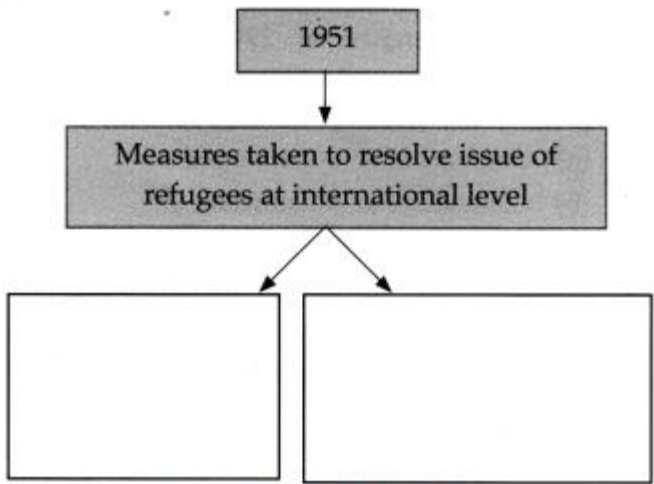 1951
Measures taken to resolve issue of
refugees at international level